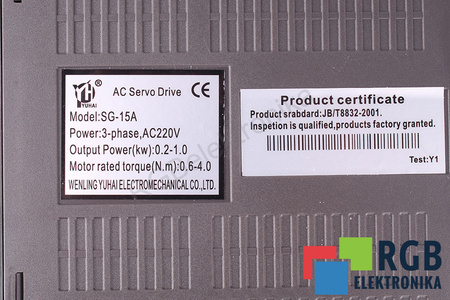 YH ®
YUHAI
AC Servo Drive CE
Model:SG-15A
Power:3-phase,AC220V
Output Power(kw):0.2-1.0
Motor rated torque(N.m):0.6-4.0
WENLING YUHAI ELECTROMECHANICAL CO.,LTD.
Product certificate
Product srabdard:JB/T8832-2001.
Inspetion is qualified,products factory granted.
Test:Y1
RGB
ELEKTRONIKA